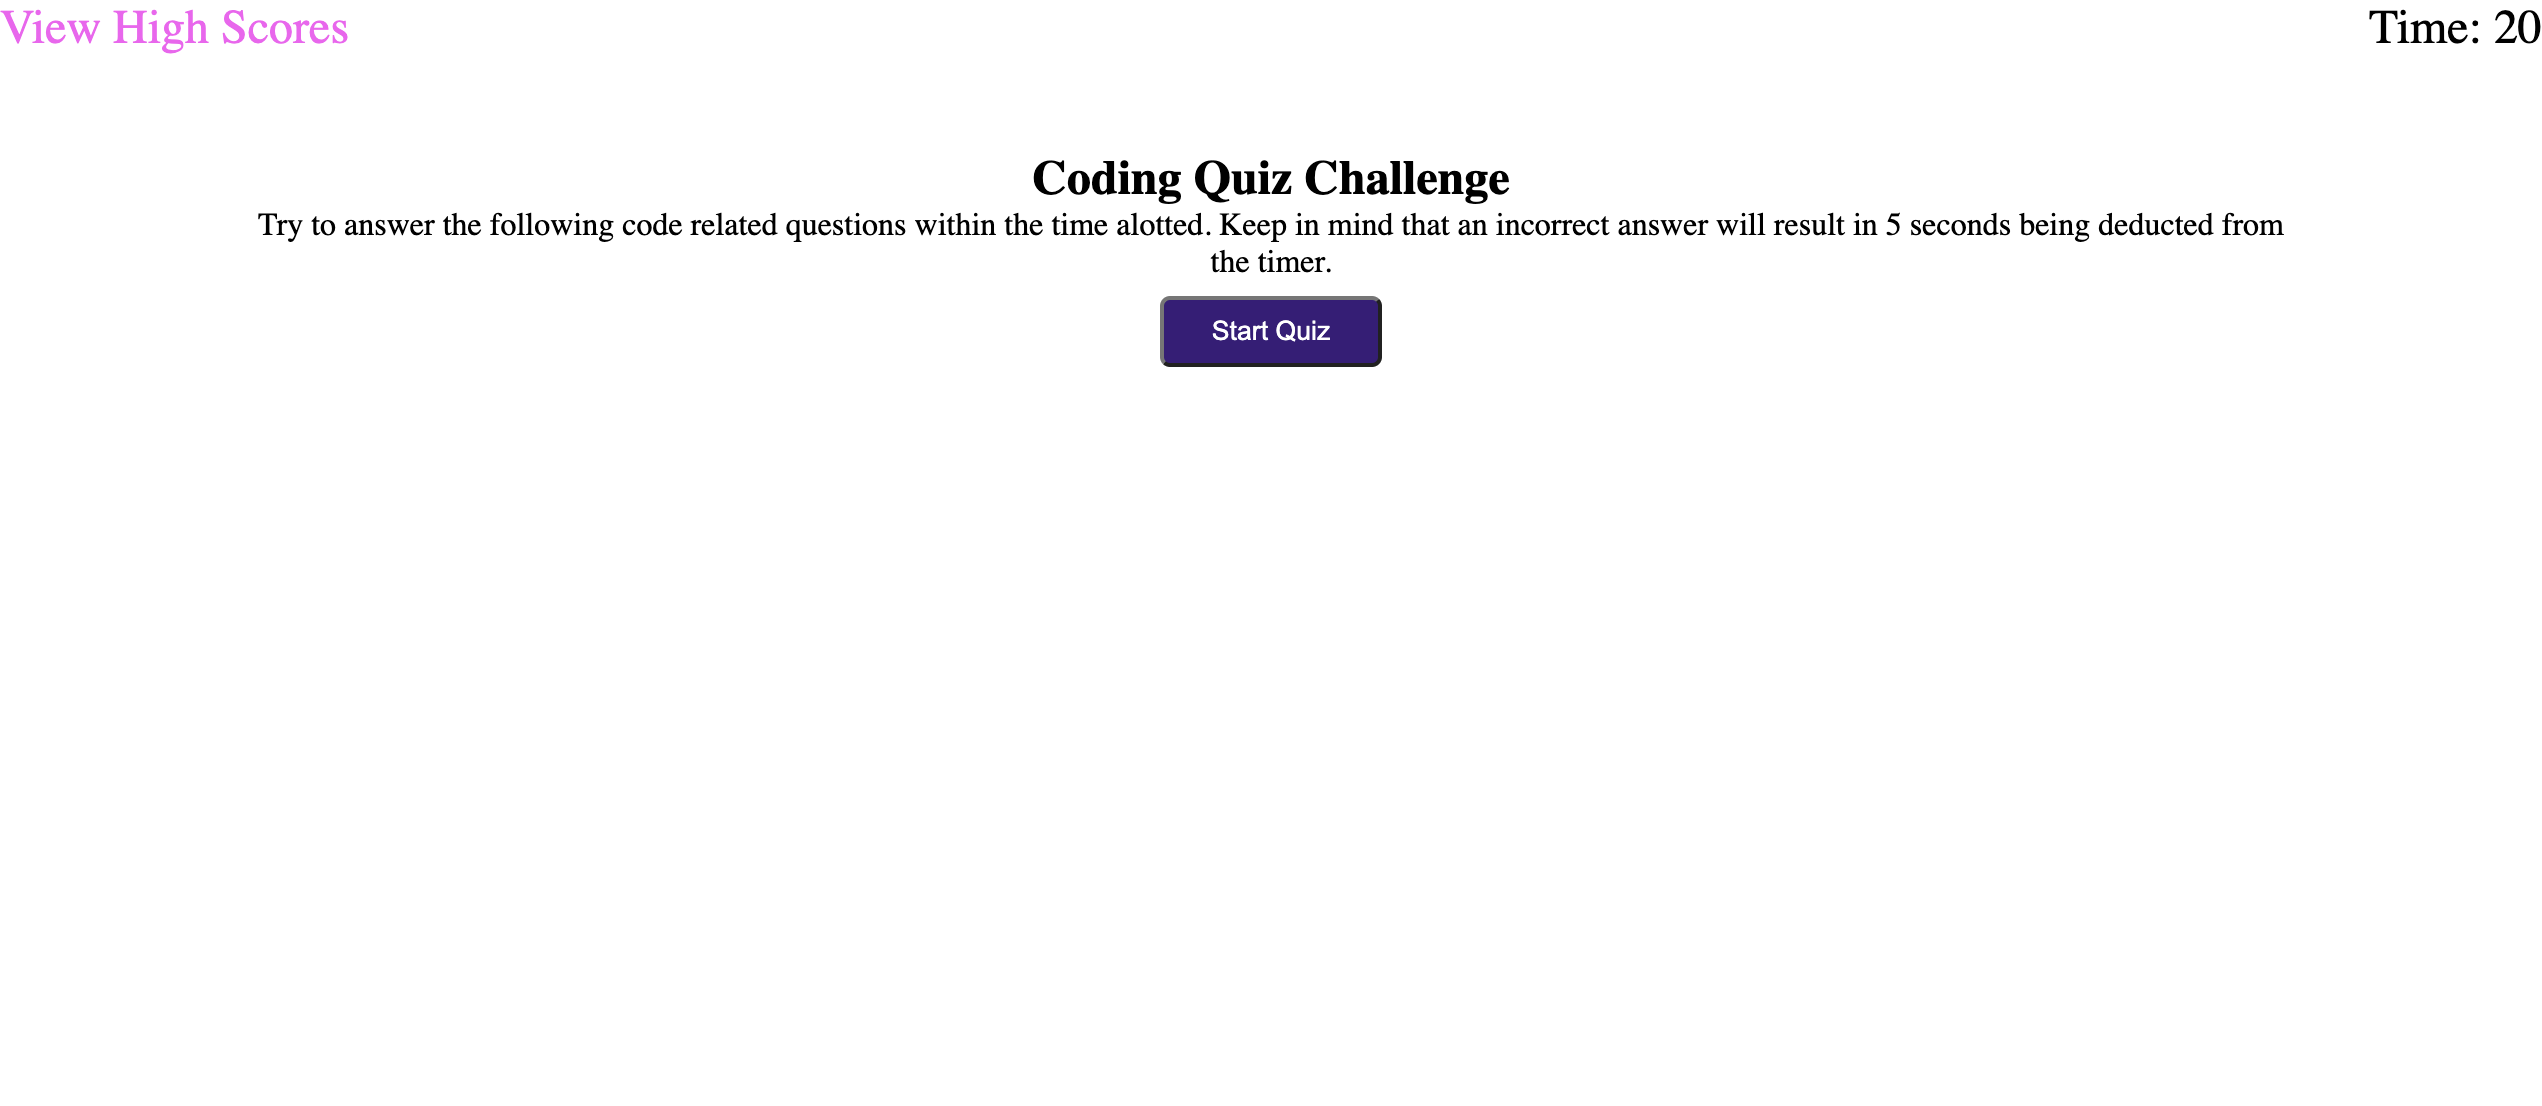 View High Scores
Time: 20
Coding Quiz Challenge
Try to answer the following code related questions within the time alotted. Keep in mind that an incorrect answer will result in 5 seconds being deducted from
the timer.
Start Quiz